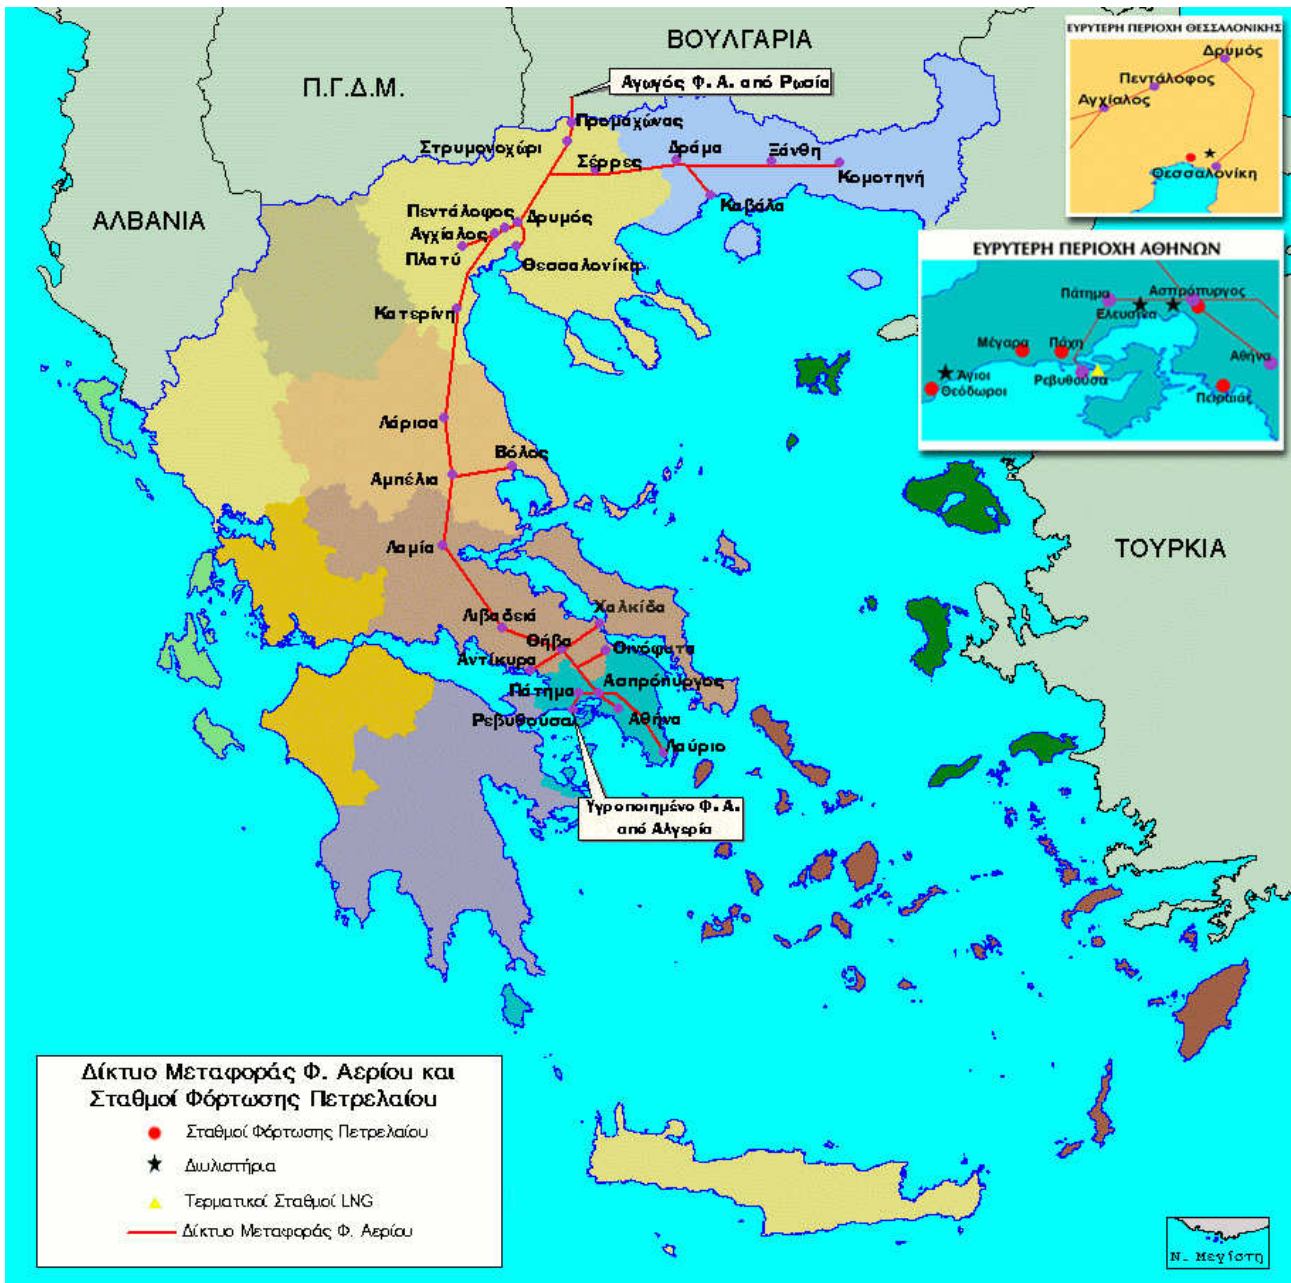 ΒΟΥΛΓΑΡΙΑ
Π.Γ.Δ.Μ.
ΑΛΒΑΝΙΑ
ΤΟΥΡΚΙΑ
Αγωγός Φ. Α. από Ρωσία
Προμαχώνας
Στρυμονοχώρι
Σέρρες
Δράμα
Ξάνθη
Κομοτηνή
Καβάλα
Πεντάλοφος
Δρυμός
Αγχίαλος
Πλατύ
Θεσσαλονίκη
Κατερίνη
Λάρισα
Βόλος
Αμπέλια
Λαμία
Λιβαδειά
Χαλκίδα
Θήβα
Οινόφυτα
Αντίκυρα
Πάτημα
Ασπρόπυργος
Ρεβυθούσα
Αθήνα
Λαύριο
Υγροποιημένο Φ. Α.
από Αλγερία
ΕΥΡΥΤΕΡΗ ΠΕΡΙΟΧΗ ΘΕΣΣΑΛΟΝΙΚΗΣ
Δρυμός
Πεντάλοφος
Αγχίαλος
Θεσσαλονίκη
ΕΥΡΥΤΕΡΗ ΠΕΡΙΟΧΗ ΑΘΗΝΩΝ
Πάτημα
Ασπρόπυργος
Ελευσίνα
Μέγαρα
Πάχη
Αθήνα
Άγιοι
Θεόδωροι
Ρεβυθούσα
Πειραιάς
Δίκτυο Μεταφοράς Φ. Αερίου και
Σταθμοί Φόρτωσης Πετρελαίου
Σταθμοί Φόρτωσης Πετρελαίου
Διυλιστήρια
Τερματικοί Σταθμοί LNG
Δίκτυο Μεταφοράς Φ. Αερίου
Ν. Μεγίστη